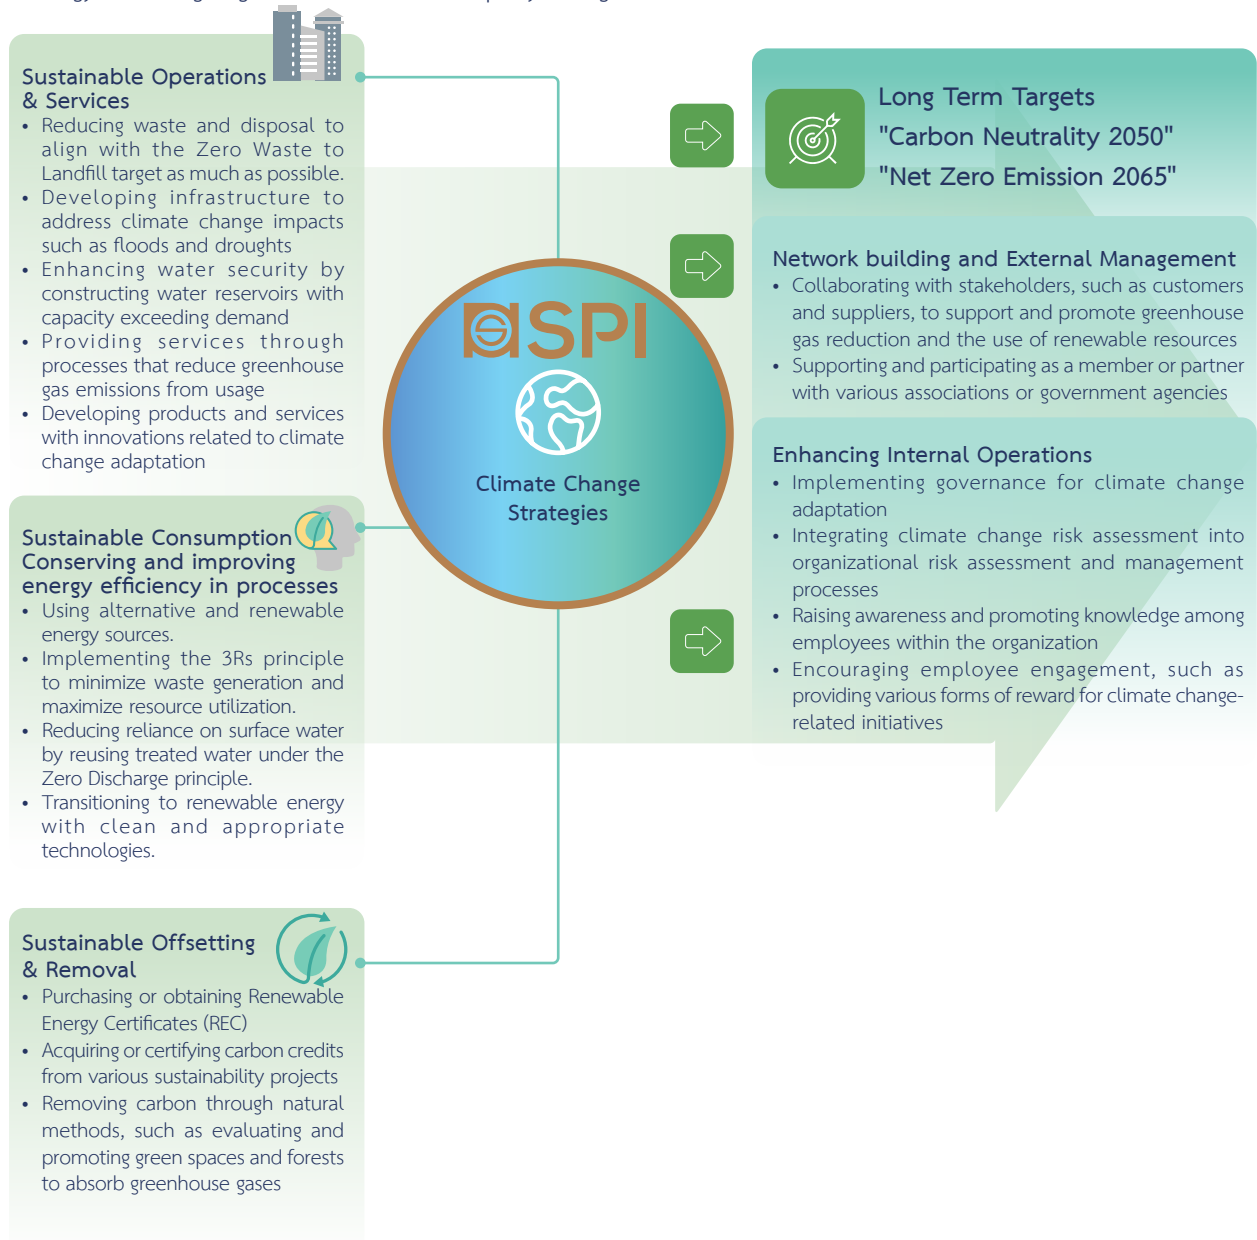 Sustainable Operations
& Services
• Reducing waste and disposal to
align with the Zero Waste to
Landfill target as much as possible.
• Developing infrastructure to
address climate change impacts
such as floods and droughts
• Enhancing water security by
constructing water reservoirs with
capacity exceeding demand
• Providing services through
processes that reduce greenhouse
gas emissions from usage
• Developing products and services
with innovations related to climate
change adaptation
Sustainable Consumption
Conserving and improving
energy efficiency in processes
• Using alternative and renewable
energy sources.
• Implementing the 3Rs principle
to minimize waste generation and
maximize resource utilization.
• Reducing reliance on surface water
by reusing treated water under the
Zero Discharge principle.
• Transitioning to renewable energy
with clean and appropriate
technologies.
Sustainable Offsetting
& Removal
• Purchasing or obtaining Renewable
Energy Certificates (REC)
• Acquiring or certifying carbon credits
from various sustainability projects
• Removing carbon through natural
methods, such as evaluating and
promoting green spaces and forests
to absorb greenhouse gases
SPI
Climate Change
Strategies
Long Term Targets
"Carbon Neutrality 2050"
"Net Zero Emission 2065"
Network building and External Management
• Collaborating with stakeholders, such as customers
and suppliers, to support and promote greenhouse
gas reduction and the use of renewable resources
• Supporting and participating as a member or partner
with various associations or government agencies
Enhancing Internal Operations
• Implementing governance for climate change
adaptation
• Integrating climate change risk assessment into
organizational risk assessment and management
processes
• Raising awareness and promoting knowledge among
employees within the organization
• Encouraging employee engagement, such as
providing various forms of reward for climate change-
related initiatives